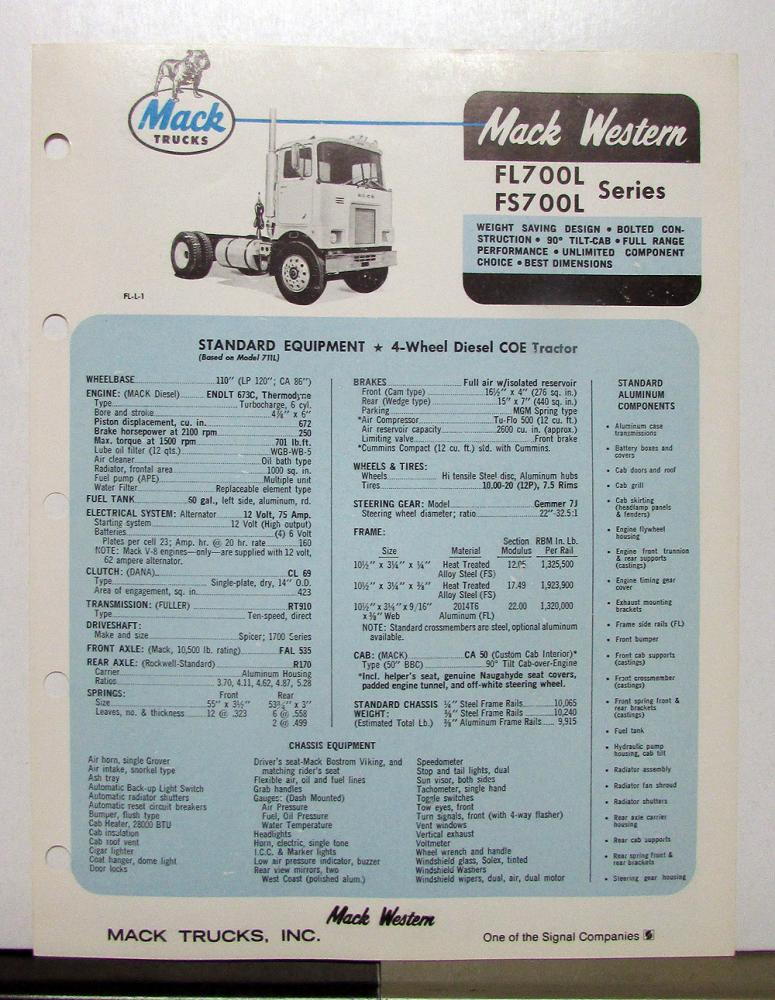 Mack
TRUCKS
Mack Western
FL700L
FS700L
Series
WEIGHT SAVING DESIGN • BOLTED CON-
STRUCTION • 90° TILT-CAB • FULL RANGE
PERFORMANCE • UNLIMITED COMPONENT
CHOICE • BEST DIMENSIONS
FL-L-1
STANDARD EQUIPMENT ★ 4-Wheel Diesel COE Tractor
(Based on Model 711L)
WHEELBASE 110" (LP 120"; CA 86")
ENGINE: (MACK Diesel) ENDLT 673C, Thermodyne
Type Turbocharge, 6 cyl.
Bore and stroke 4⅞" x 6"
Piston displacement, cu. in. 672
Brake horsepower at 2100 rpm 250
Max. torque at 1500 rpm 701 lb.ft.
Lube oil filter (12 qts.) WGB-WB-5
Air cleaner Oil bath type
Radiator, frontal area 1000 sq. in.
Fuel pump (APE) Multiple unit
Water Filter Replaceable element type
FUEL TANK 50 gal., left side, aluminum, rd.
ELECTRICAL SYSTEM: Alternator 12 Volt, 75 Amp.
Starting system 12 Volt (High output)
Batteries (4) 6 Volt
Plates per cell 23; Amp. hr. @ 20 hr. rate 160
NOTE: Mack V-8 engines—only—are supplied with 12 volt,
62 ampere alternator.
CLUTCH: (DANA) CL 69
Type Single-plate, dry, 14" O.D.
Area of engagement, sq. in. 423
TRANSMISSION: (FULLER) RT910
Type Ten-speed, direct
DRIVESHAFT:
Make and size Spicer; 1700 Series
FRONT AXLE: (Mack, 10,500 lb. rating) FAL 535
REAR AXLE: (Rockwell-Standard) R170
Carrier Aluminum Housing
Ratios 3.70, 4.11, 4.62, 4.87, 5.28
SPRINGS: Front Rear
Size 55" x 3½" 53¾" x 3"
Leaves, no. & thickness 12 @ .323 6 @ .558
2 @ .499
BRAKES Full air w/isolated reservoir
Front (Cam type) 16½" x 4" (276 sq. in.)
Rear (Wedge type) 15" x 7" (440 sq. in.)
Parking MGM Spring type
*Air Compressor Tu-Flo 500 (12 cu. ft.)
Air reservoir capacity 2600 cu. in. (approx.)
Limiting valve Front brake
*Cummins Compact (12 cu. ft.) std. with Cummins.
WHEELS & TIRES:
Wheels Hi tensile Steel disc, Aluminum hubs
Tires 10.00-20 (12P), 7.5 Rims
STEERING GEAR: Model Gemmer 7J
Steering wheel diameter; ratio 22"-32.5:1
FRAME:
Section RBM In. Lb.
Size Material Modulus Per Rail
10½" x 3¼" x ¼" Heat Treated 12.95 1,325,500
Alloy Steel (FS)
10½" x 3¼" x ⅜" Heat Treated 17.49 1,923,900
Alloy Steel (FS)
10½" x 3¼" x 9/16" 2014T6 22.00 1,320,000
x ⅜" Web Aluminum (FL)
NOTE: Standard crossmembers are steel, optional aluminum
available.
CAB: (MACK) CA 50 (Custom Cab Interior)*
Type (50" BBC) 90° Tilt Cab-over-Engine
*Incl. helper's seat, genuine Naugahyde seat covers,
padded engine tunnel, and off-white steering wheel.
STANDARD CHASSIS ¼" Steel Frame Rails 10,065
WEIGHT: ⅜" Steel Frame Rails 10,240
(Estimated Total Lb.) ⅜" Aluminum Frame Rails 9,915
STANDARD
ALUMINUM
COMPONENTS
• Aluminum case
transmissions
• Battery boxes and
covers
• Cab doors and roof
• Cab grill
• Cab skirting
(headlamp panels
& fenders)
• Engine flywheel
housing
• Engine front trunnion
& rear supports
(castings)
• Engine timing gear
cover
• Exhaust mounting
brackets
• Frame side rails (FL)
• Front bumper
• Front cab supports
(castings)
• Front crossmember
(castings)
• Front spring front &
rear brackets
(castings)
• Fuel tank
• Hydraulic pump
housing, cab tilt
• Radiator assembly
• Radiator fan shroud
• Radiator shutters
• Rear axle carrier
housing
• Rear cab supports
• Rear spring front &
rear brackets
• Steering gear housing
CHASSIS EQUIPMENT
Air horn, single Grover
Air intake, snorkel type
Ash tray
Automatic Back-up Light Switch
Automatic radiator shutters
Automatic reset circuit breakers
Bumper, flush type
Cab Heater, 28000 BTU
Cab insulation
Cab roof vent
Cigar lighter
Coat hanger, dome light
Door locks
Driver's seat-Mack Bostrom Viking, and
matching rider's seat
Flexible air, oil and fuel lines
Grab handles
Gauges: (Dash Mounted)
Air Pressure
Fuel, Oil Pressure
Water Temperature
Headlights
Horn, electric, single tone
I.C.C. & Marker lights
Low air pressure indicator, buzzer
Rear view mirrors, two
West Coast (polished alum.)
Speedometer
Stop and tail lights, dual
Sun visor, both sides
Tachometer, single hand
Toggle switches
Tow eyes, front
Turn signals, front (with 4-way flasher)
Vent windows
Vertical exhaust
Voltmeter
Wheel wrench and handle
Windshield glass, Solex, tinted
Windshield Washers
Windshield wipers, dual, air, dual motor
Mack Western
MACK TRUCKS, INC.
One of the Signal Companies